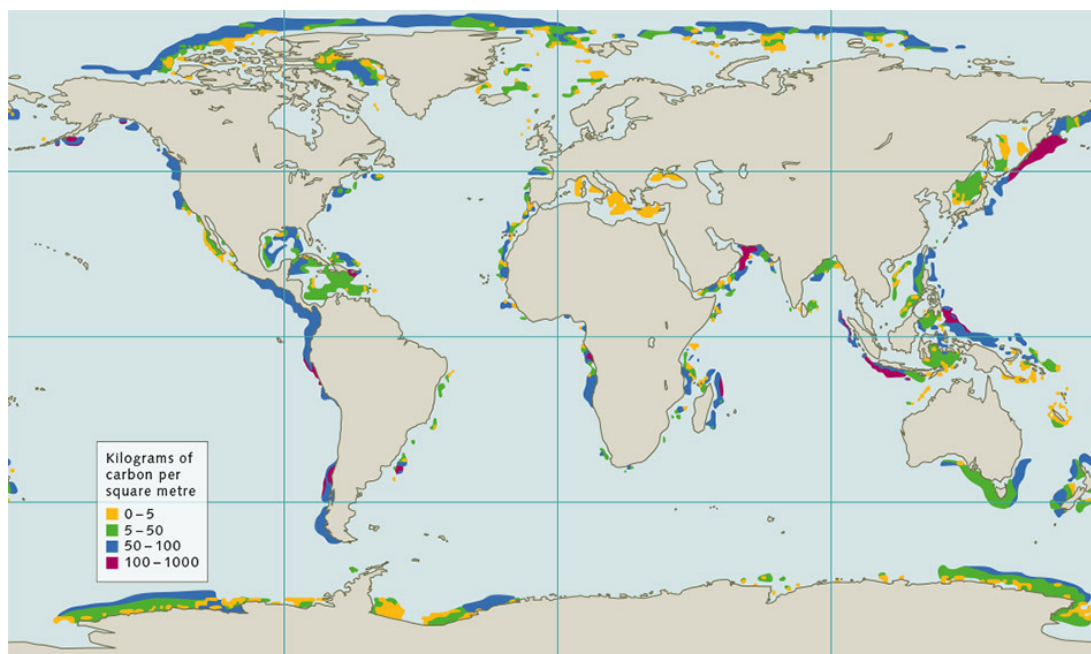 Kilograms of
carbon per
square metre
0–5
5–50
50–100
100–1000